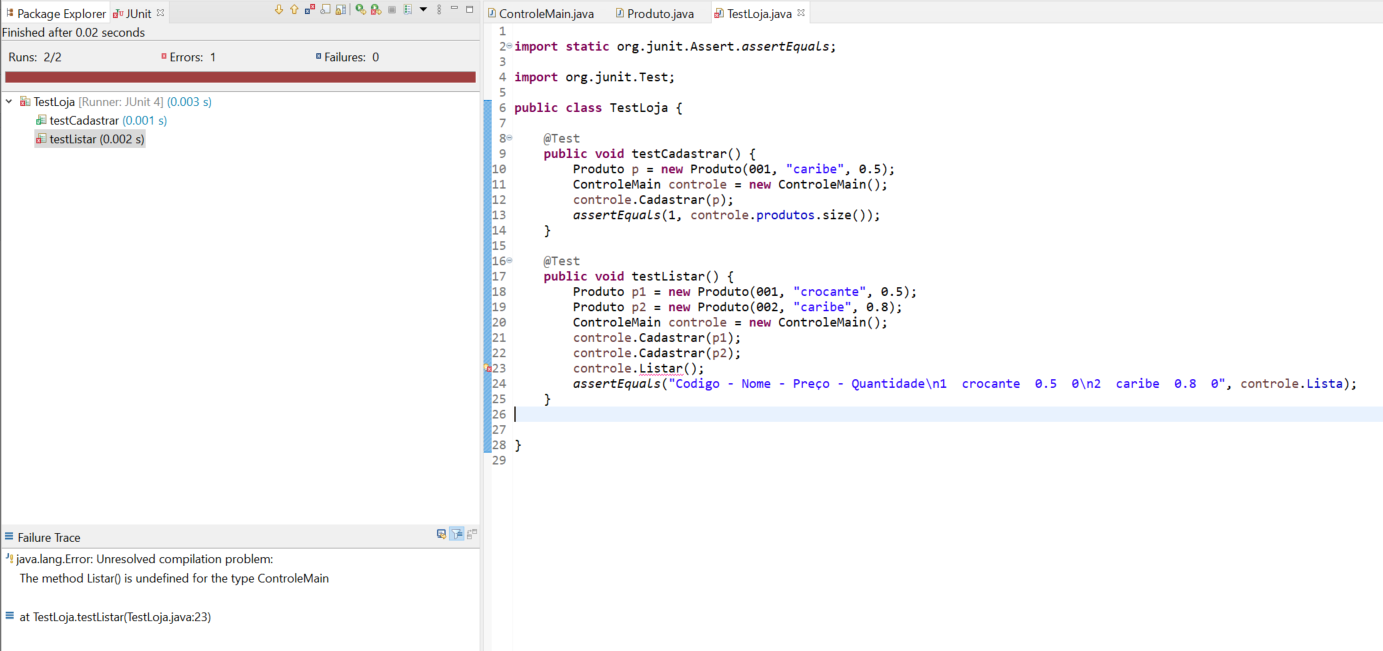 Package Explorer JUnit
Finished after 0.02 seconds
Runs: 2/2 Errors: 1 Failures: 0
TestLoja [Runner: JUnit 4] (0.003 s)
testCadastrar (0.001 s)
testListar (0.002 s)
Failure Trace
java.lang.Error: Unresolved compilation problem:
The method Listar() is undefined for the type ControleMain
at TestLoja.testListar(TestLoja.java:23)
ControleMain.java Produto.java TestLoja.java
1
2 import static org.junit.Assert.assertEquals;
3
4 import org.junit.Test;
5
6 public class TestLoja {
7
8 @Test
9 public void testCadastrar() {
10 Produto p = new Produto(001, "caribe", 0.5);
11 ControleMain controle = new ControleMain();
12 controle.Cadastrar(p);
13 assertEquals(1, controle.produtos.size());
14 }
15
16 @Test
17 public void testListar() {
18 Produto p1 = new Produto(001, "crocante", 0.5);
19 Produto p2 = new Produto(002, "caribe", 0.8);
20 ControleMain controle = new ControleMain();
21 controle.Cadastrar(p1);
22 controle.Cadastrar(p2);
23 controle.Listar();
24 assertEquals("Codigo - Nome - Preço - Quantidade\n1  crocante  0.5  0\n2  caribe  0.8  0", controle.Lista);
25 }
26
27
28 }
29